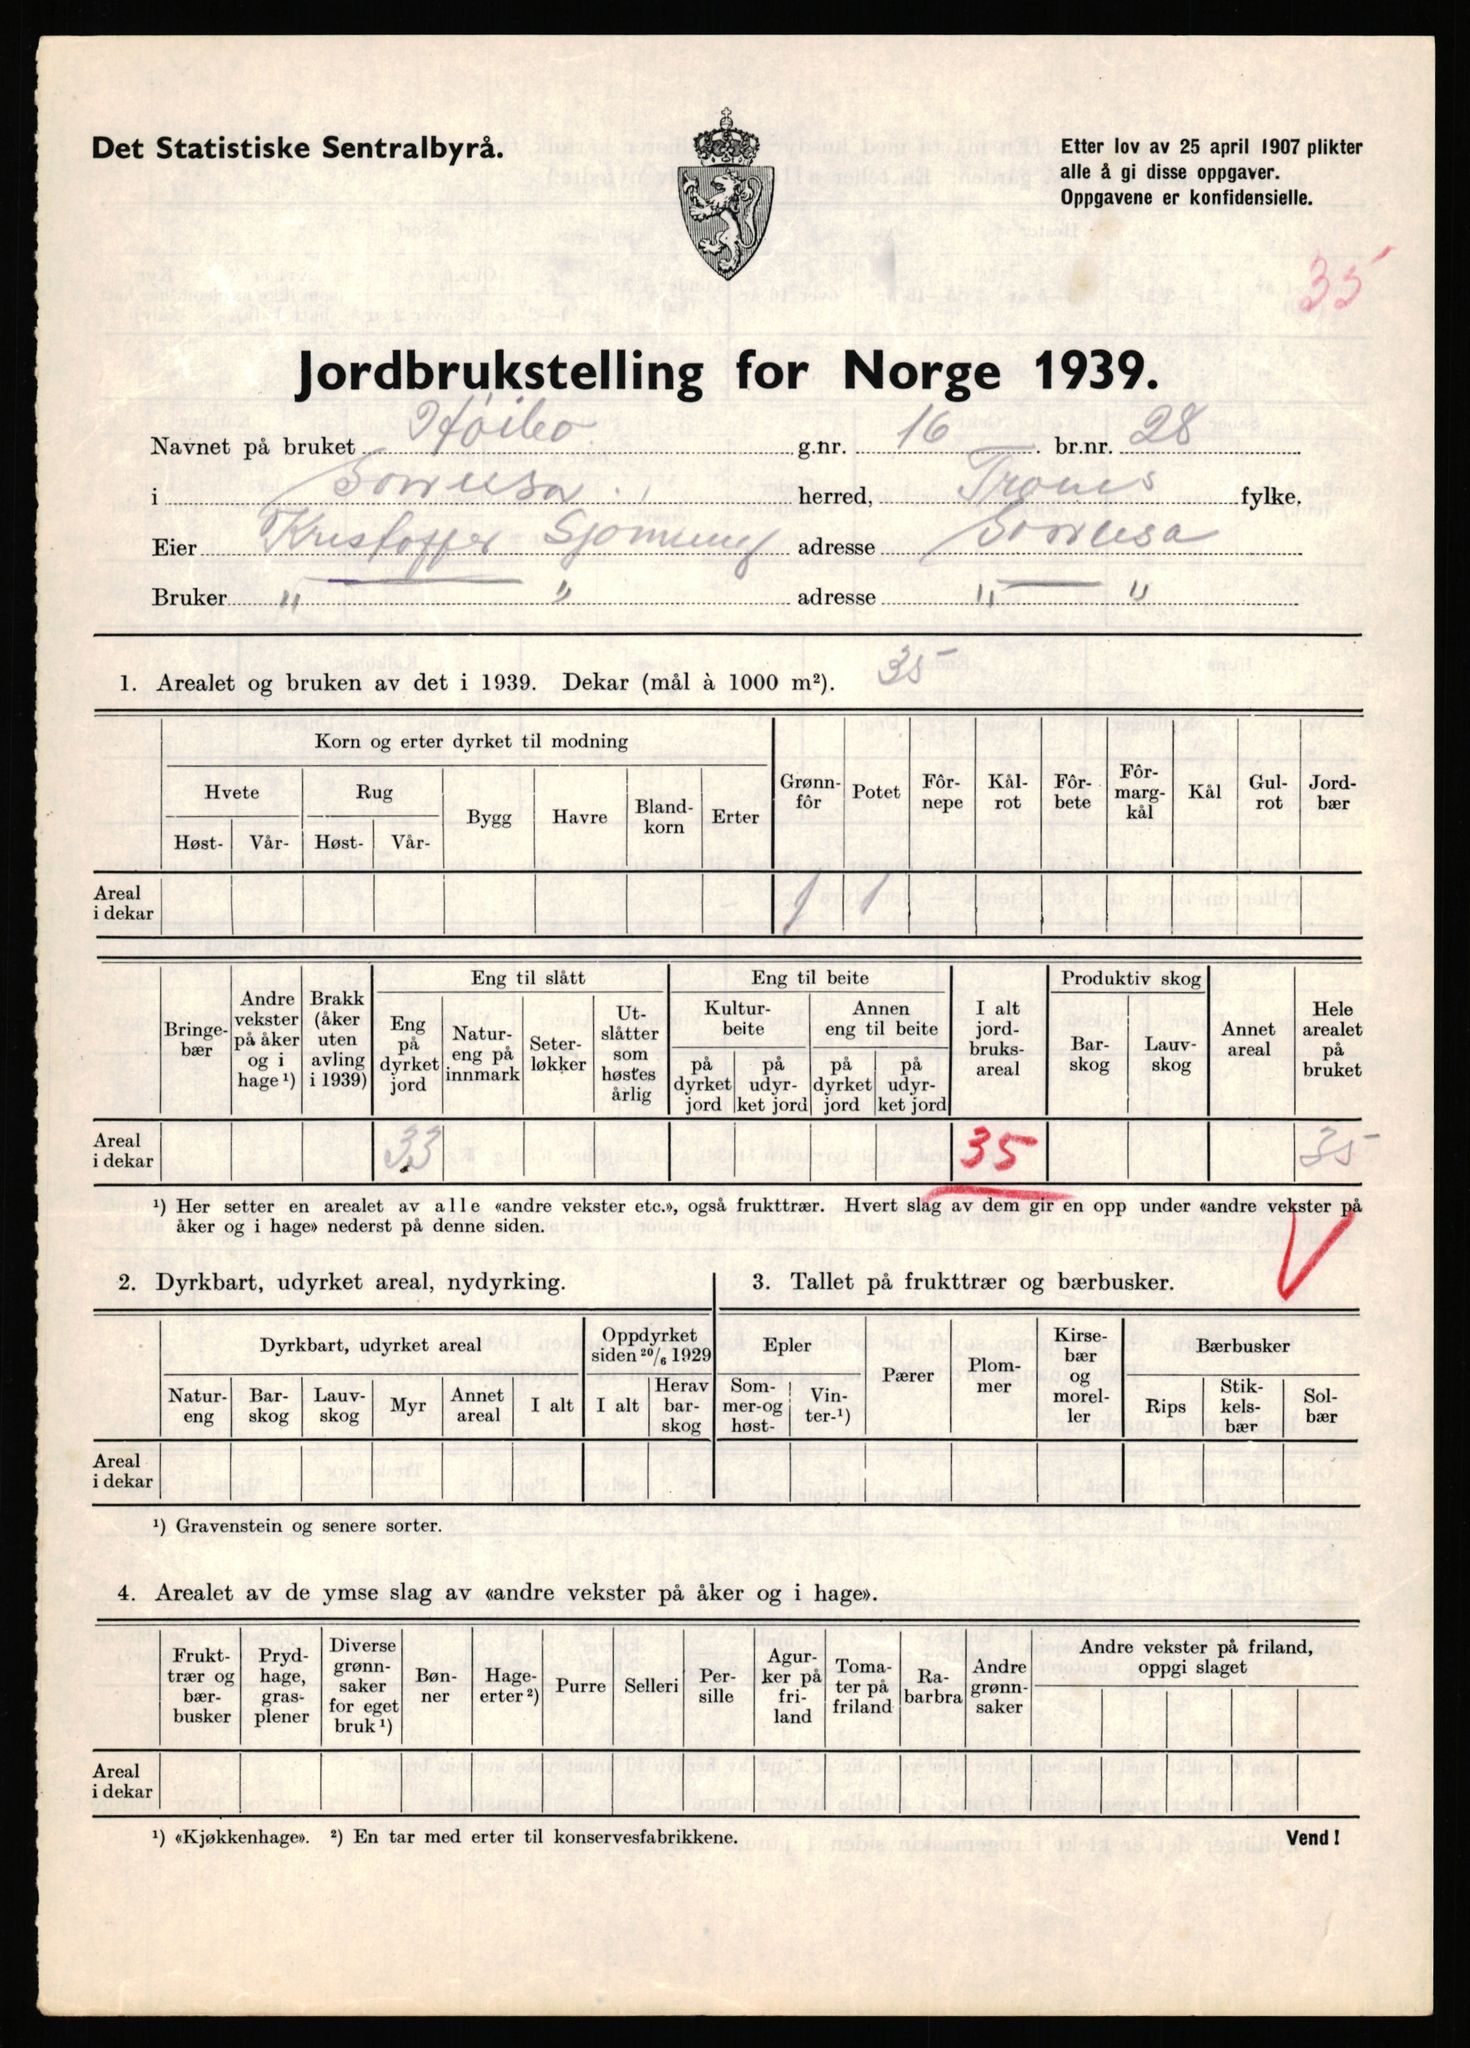 Det Statistiske Sentralbyrå.
Etter lov av 25 april 1907 plikter
alle å gi disse oppgaver.
Oppgavene er konfidensielle.
35
Jordbrukstelling for Norge 1939.
Navnet på bruket Høibo g.nr. 16 br.nr. 28
i Sorreisa herred, Troms fylke.
Eier Kristoffer adresse Sorreisa
Bruker „ „ adresse „ „
1. Arealet og bruken av det i 1939. Dekar (mål à 1000 m²). 35
Korn og erter dyrket til modning
Hvete Rug Bygg Havre Bland-korn Erter Grønn-fôr Potet Fôr-nepe Kål-rot Fôr-bete Fôr-marg-kål Kål Gul-rot Jord-bær
Høst- Vår- Høst- Vår-
Areal i dekar 1 1
Bringe-bær Andre vekster på åker og i hage ¹) Brakk (åker uten avling i 1939) Eng til slått Eng til beite I alt jord-bruks-areal Produktiv skog Annet areal Hele arealet på bruket
Eng på dyrket jord Natur-eng på innmark Seter-løkker Ut-slåtter som høstes årlig Kultur-beite Annen eng til beite Bar-skog Lauv-skog
på dyrket jord på udyr-ket jord på dyrket jord på udyr-ket jord
Areal i dekar 33 35 35
¹) Her setter en arealet av alle «andre vekster etc.», også frukttrær. Hvert slag av dem gir en opp under «andre vekster på
åker og i hage» nederst på denne siden.
2. Dyrkbart, udyrket areal, nydyrking.
Dyrkbart, udyrket areal Oppdyrket siden 20/6 1929
Natur-eng Bar-skog Lauv-skog Myr Annet areal I alt I alt Herav bar-skog
Areal i dekar
3. Tallet på frukttrær og bærbusker.
Epler Pærer Plom-mer Kirse-bær og morel-ler Bærbusker
Som-mer-og høst- Vin-ter-¹) Rips Stik-kels-bær Sol-bær
¹) Gravenstein og senere sorter.
4. Arealet av de ymse slag av «andre vekster på åker og i hage».
Frukt-trær og bær-busker Pryd-hage, gras-plener Diverse grønn-saker for eget bruk ¹) Bøn-ner Hage-erter ²) Purre Selleri Per-sille Agur-ker på fri-land Toma-ter på friland Ra-barbra Andre grønn-saker Andre vekster på friland, oppgi slaget
Areal i dekar
¹) «Kjøkkenhage». ²) En tar med erter til konservesfabrikkene.
Vend!